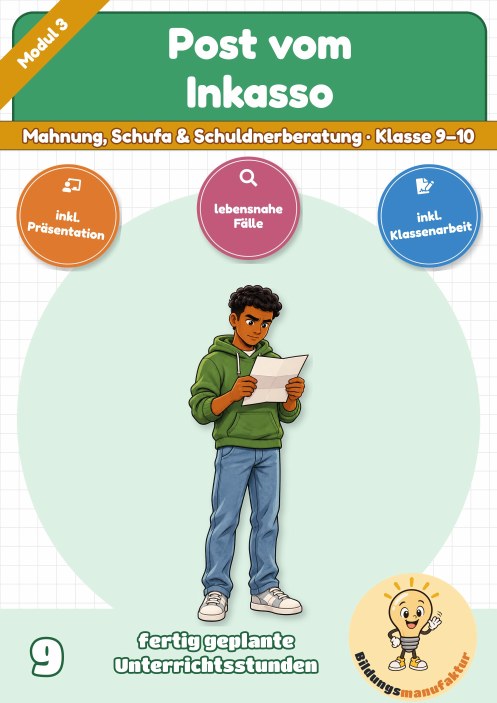 Modul 3
Post vom
Inkasso
Mahnung, Schufa & Schuldnerberatung · Klasse 9–10
inkl.
Präsentation
lebensnahe
Fälle
inkl.
Klassenarbeit
9
fertig geplante
Unterrichtsstunden
Bildungsmanufaktur